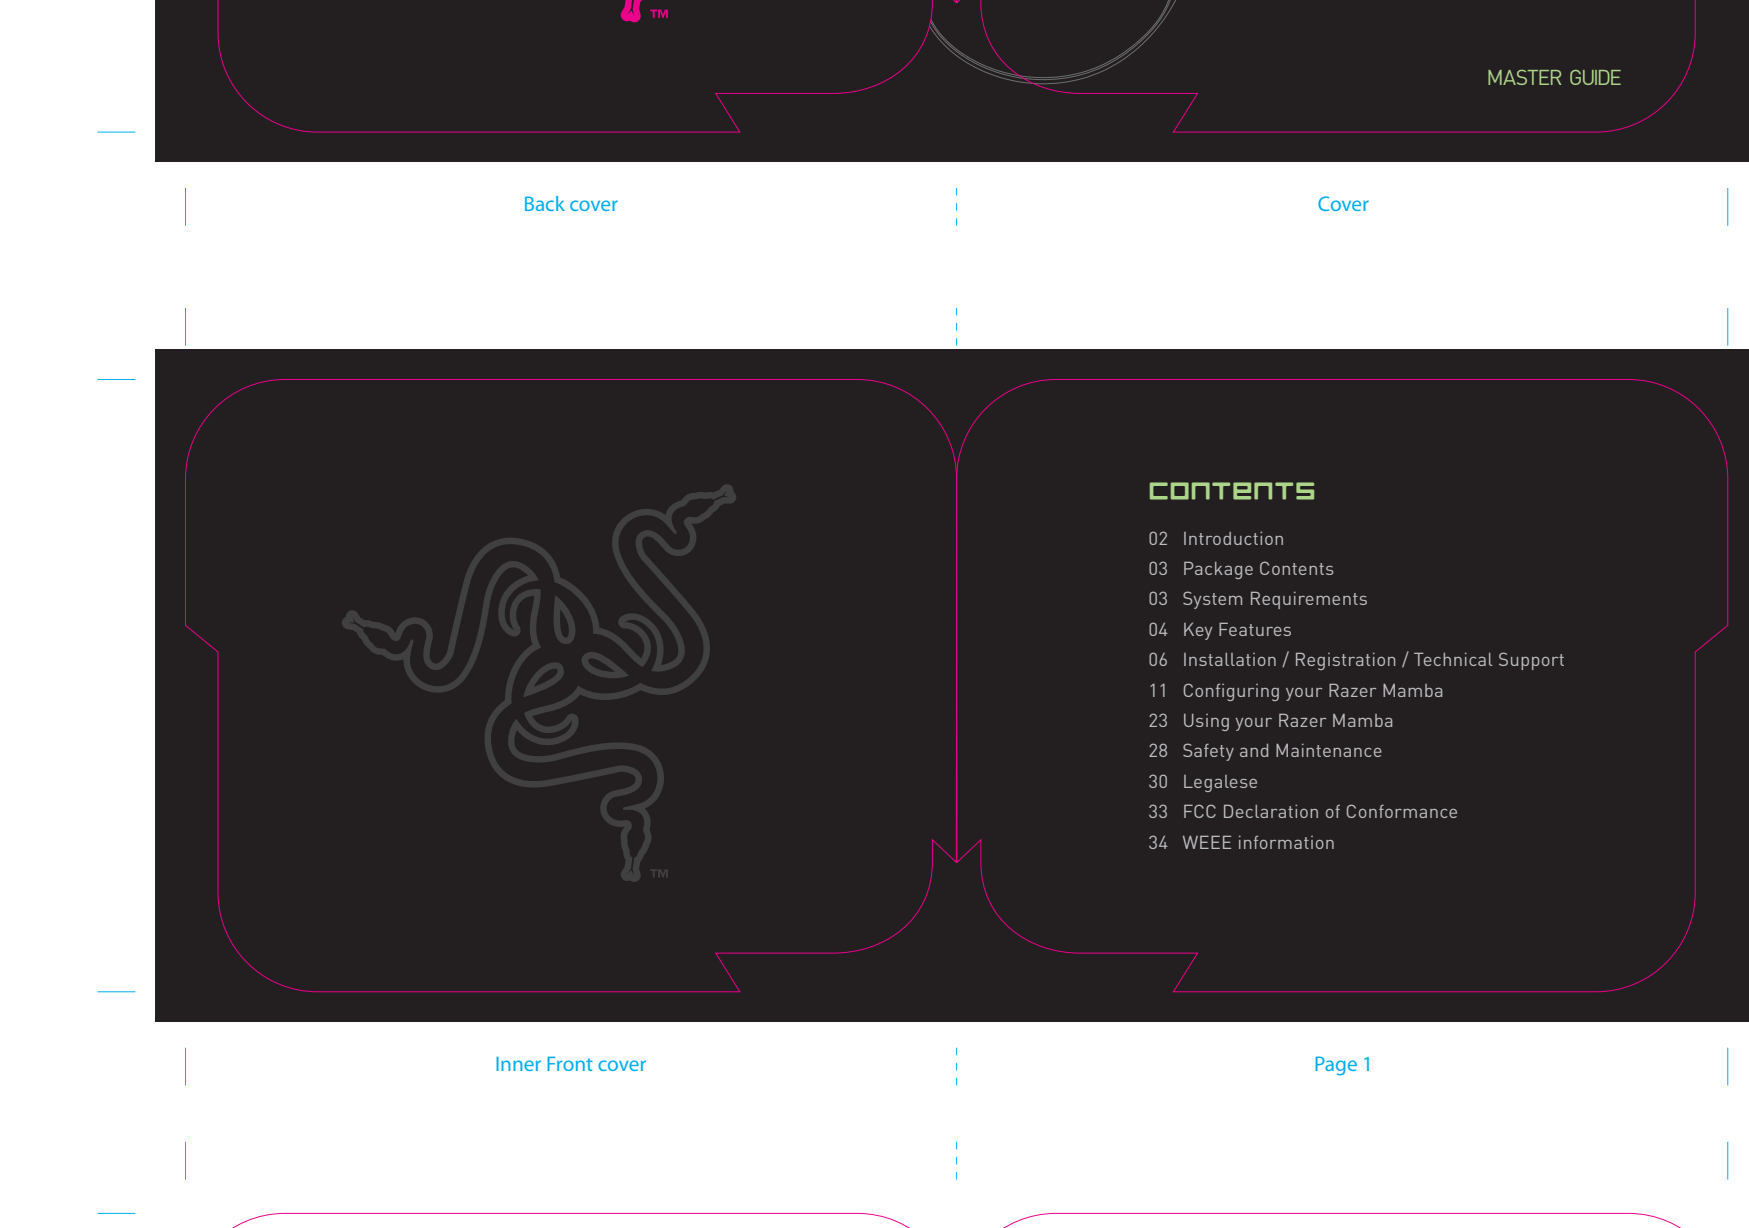 TM
MASTER GUIDE
Back cover
Cover
CONTENTS
02 Introduction
03 Package Contents
03 System Requirements
04 Key Features
06 Installation / Registration / Technical Support
11 Configuring your Razer Mamba
23 Using your Razer Mamba
28 Safety and Maintenance
30 Legalese
33 FCC Declaration of Conformance
34 WEEE information
TM
Inner Front cover
Page 1